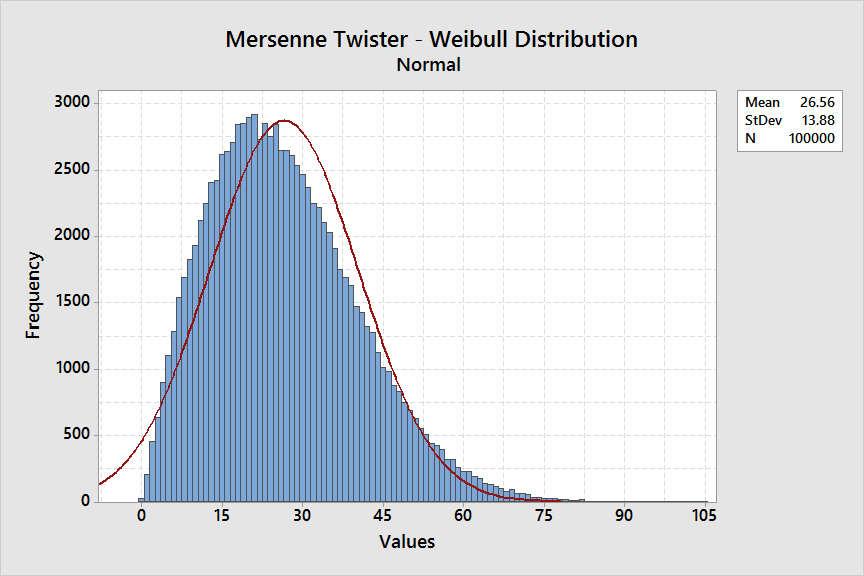 Mersenne Twister - Weibull Distribution
Normal
Mean 26.56
StDev 13.88
N 100000
3000
2500
2000
1500
1000
500
0
Frequency
0 15 30 45 60 75 90 105
Values